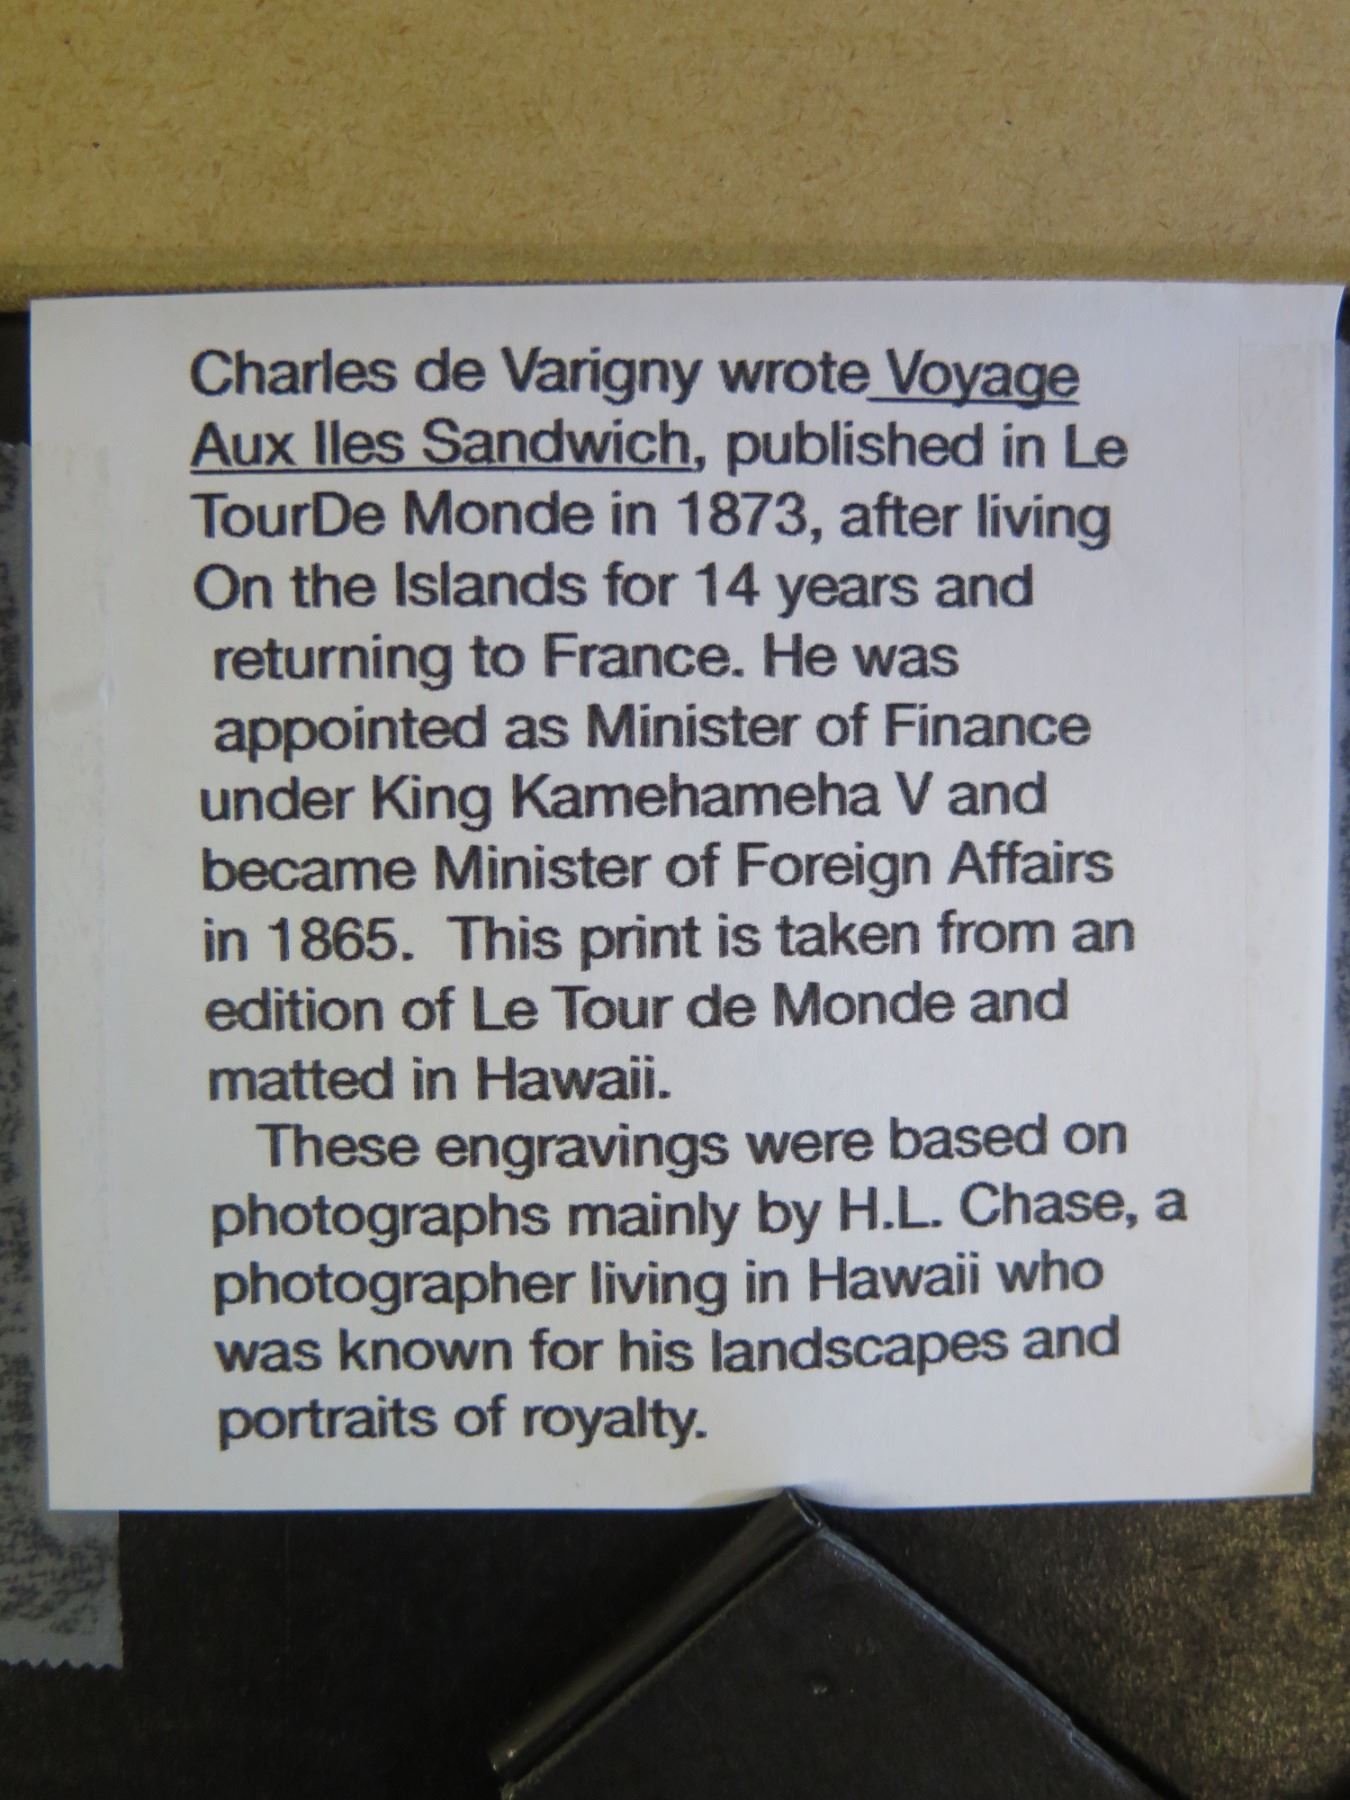 Charles de Varigny wrote Voyage
Aux Iles Sandwich, published in Le
TourDe Monde in 1873, after living
On the Islands for 14 years and
returning to France. He was
appointed as Minister of Finance
under King Kamehameha V and
became Minister of Foreign Affairs
in 1865.  This print is taken from an
edition of Le Tour de Monde and
matted in Hawaii.
These engravings were based on
photographs mainly by H.L. Chase, a
photographer living in Hawaii who
was known for his landscapes and
portraits of royalty.